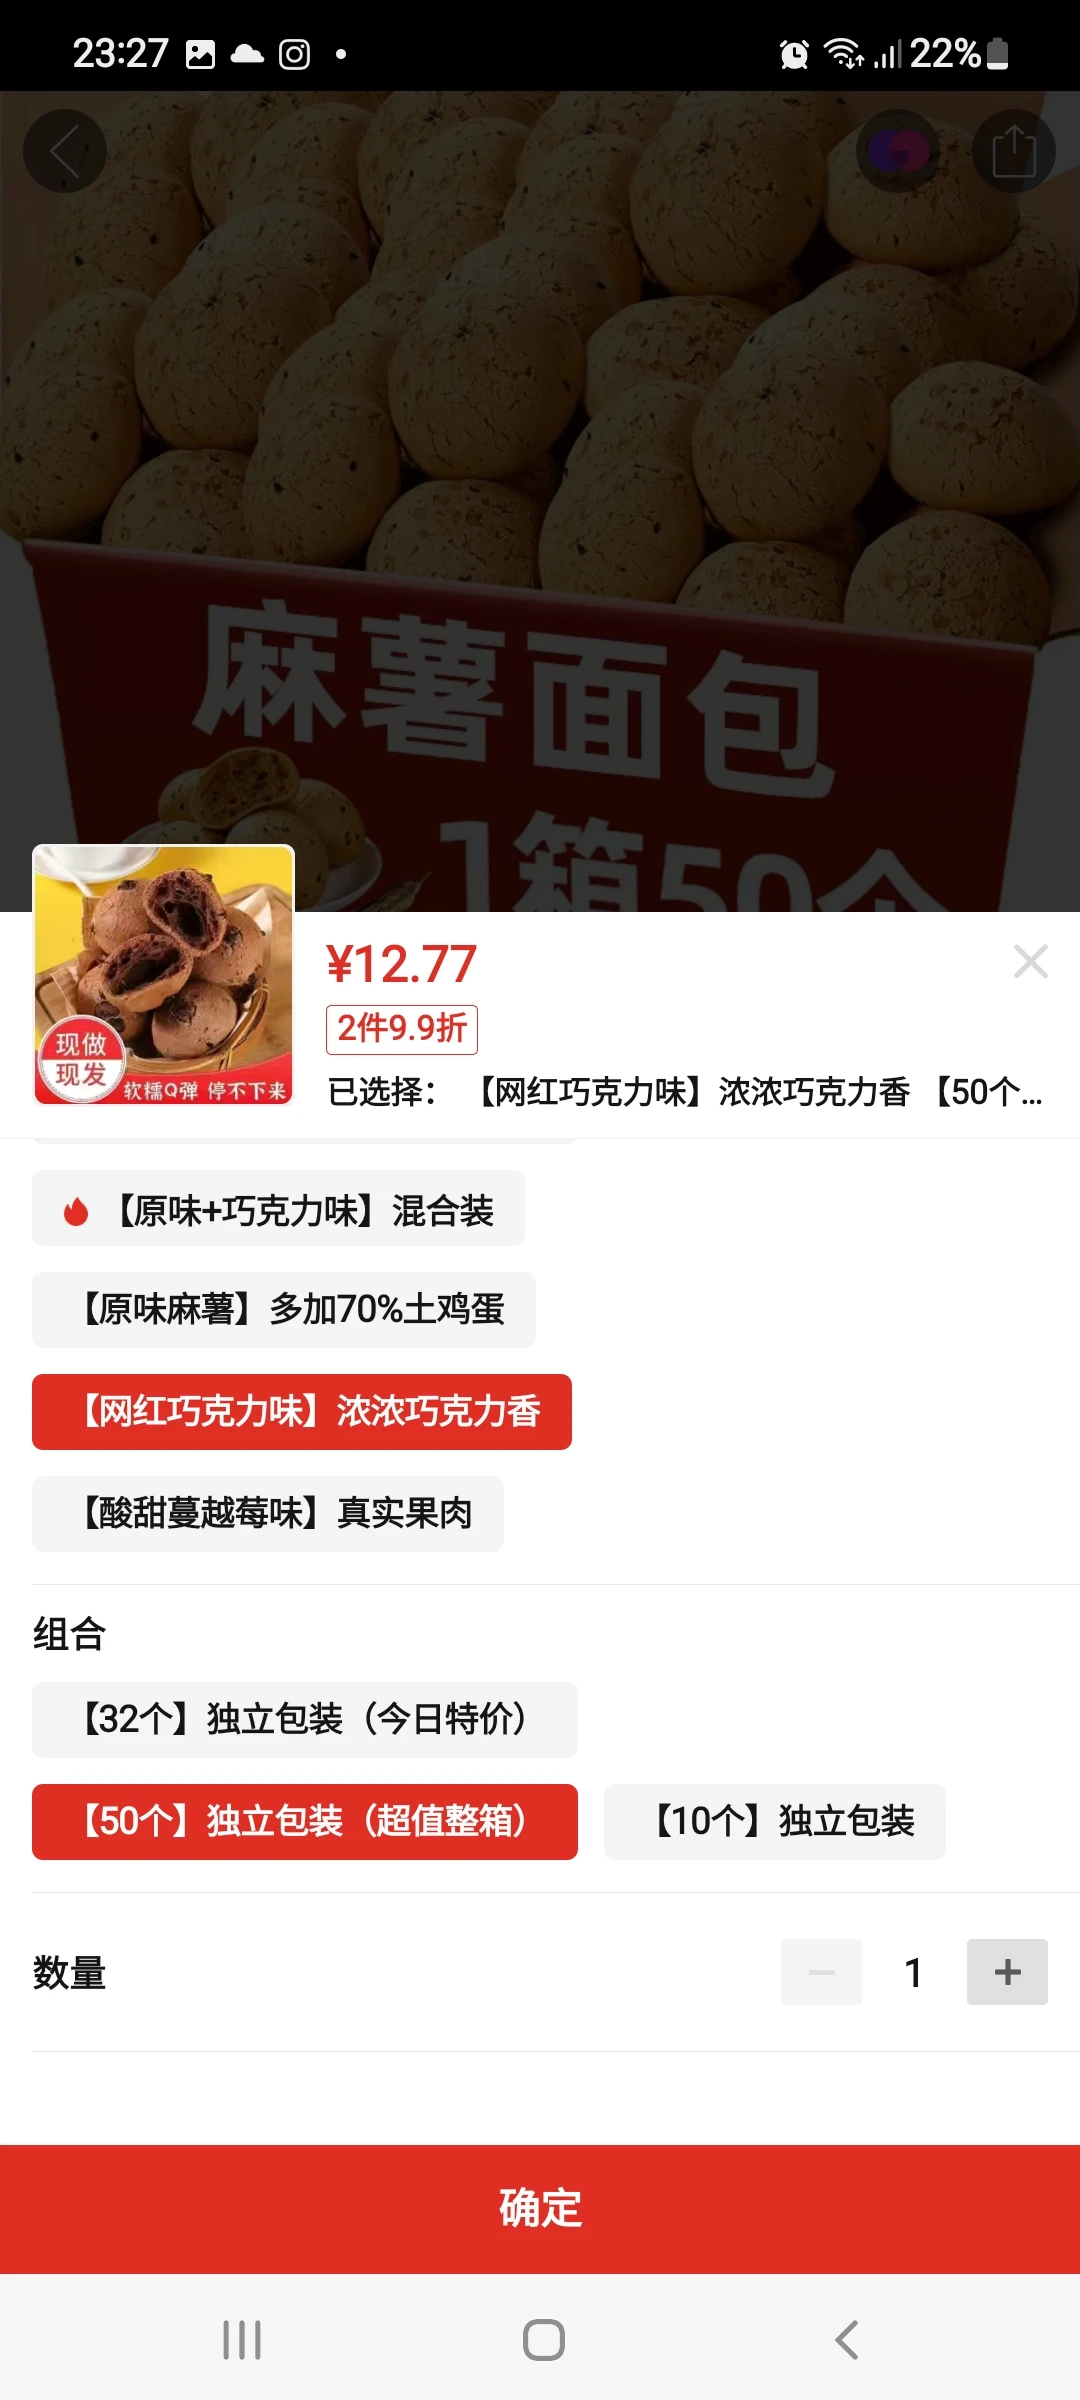 23:27
22%
麻薯面包
1箱50个
现做
现发
软糯Q弹 停不下来
¥12.77
2件9.9折
已选择： 【网红巧克力味】浓浓巧克力香 【50个...
【原味+巧克力味】混合装
【原味麻薯】多加70%土鸡蛋
【网红巧克力味】浓浓巧克力香
【酸甜蔓越莓味】真实果肉
组合
【32个】独立包装（今日特价）
【50个】独立包装（超值整箱） 【10个】独立包装
数量 1
确定